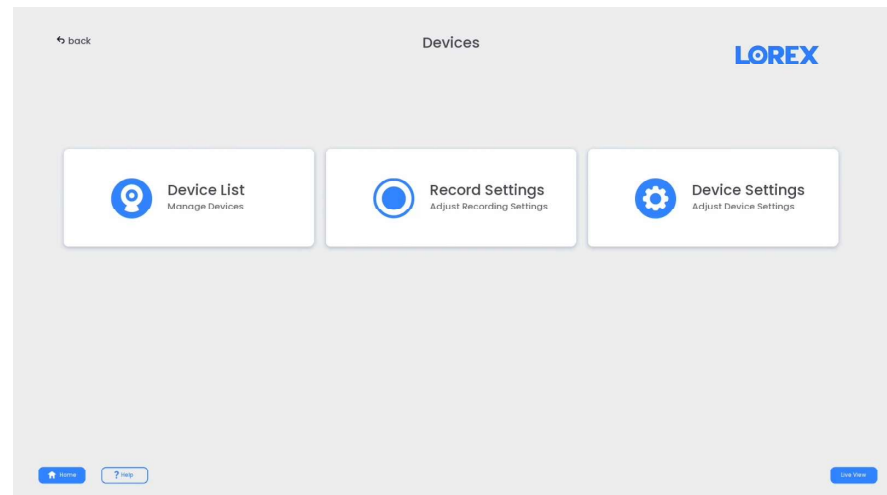 back
Devices
LOREX
Device List
Manage Devices
Record Settings
Adjust Recording Settings
Device Settings
Adjust Device Settings
Home
? Help
Live View